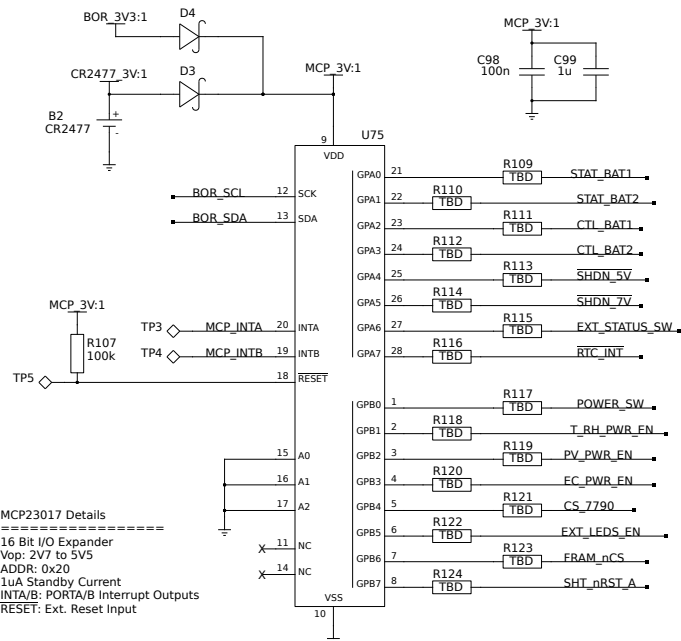 BOR_3V3:1
D4
CR2477_3V:1
D3
MCP_3V:1
MCP_3V:1
C98
100n
C99
1u
B2
CR2477
+
-
U75
9
VDD
BOR_SCL 12 SCK
BOR_SDA 13 SDA
GPA0 21 R109 TBD STAT_BAT1
GPA1 22 R110 TBD STAT_BAT2
GPA2 23 R111 TBD CTL_BAT1
GPA3 24 R112 TBD CTL_BAT2
GPA4 25 R113 TBD SHDN_5V
GPA5 26 R114 TBD SHDN_7V
GPA6 27 R115 TBD EXT_STATUS_SW
GPA7 28 R116 TBD RTC_INT
MCP_3V:1
R107
100k
TP3 MCP_INTA 20 INTA
TP4 MCP_INTB 19 INTB
TP5 18 RESET
GPB0 1 R117 TBD POWER_SW
GPB1 2 R118 TBD T_RH_PWR_EN
GPB2 3 R119 TBD PV_PWR_EN
GPB3 4 R120 TBD EC_PWR_EN
GPB4 5 R121 TBD CS_7790
GPB5 6 R122 TBD EXT_LEDS_EN
GPB6 7 R123 TBD FRAM_nCS
GPB7 8 R124 TBD SHT_nRST_A
15 A0
16 A1
17 A2
11 NC
14 NC
VSS
10
MCP23017 Details
=================
16 Bit I/O Expander
Vop: 2V7 to 5V5
ADDR: 0x20
1uA Standby Current
INTA/B: PORTA/B Interrupt Outputs
RESET: Ext. Reset Input